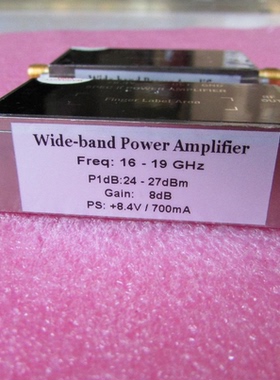 Wide-band Power Amplifier
Freq: 16 - 19 GHz
P1dB:24 - 27dBm
Gain:    8dB
PS: +8.4V / 700mA